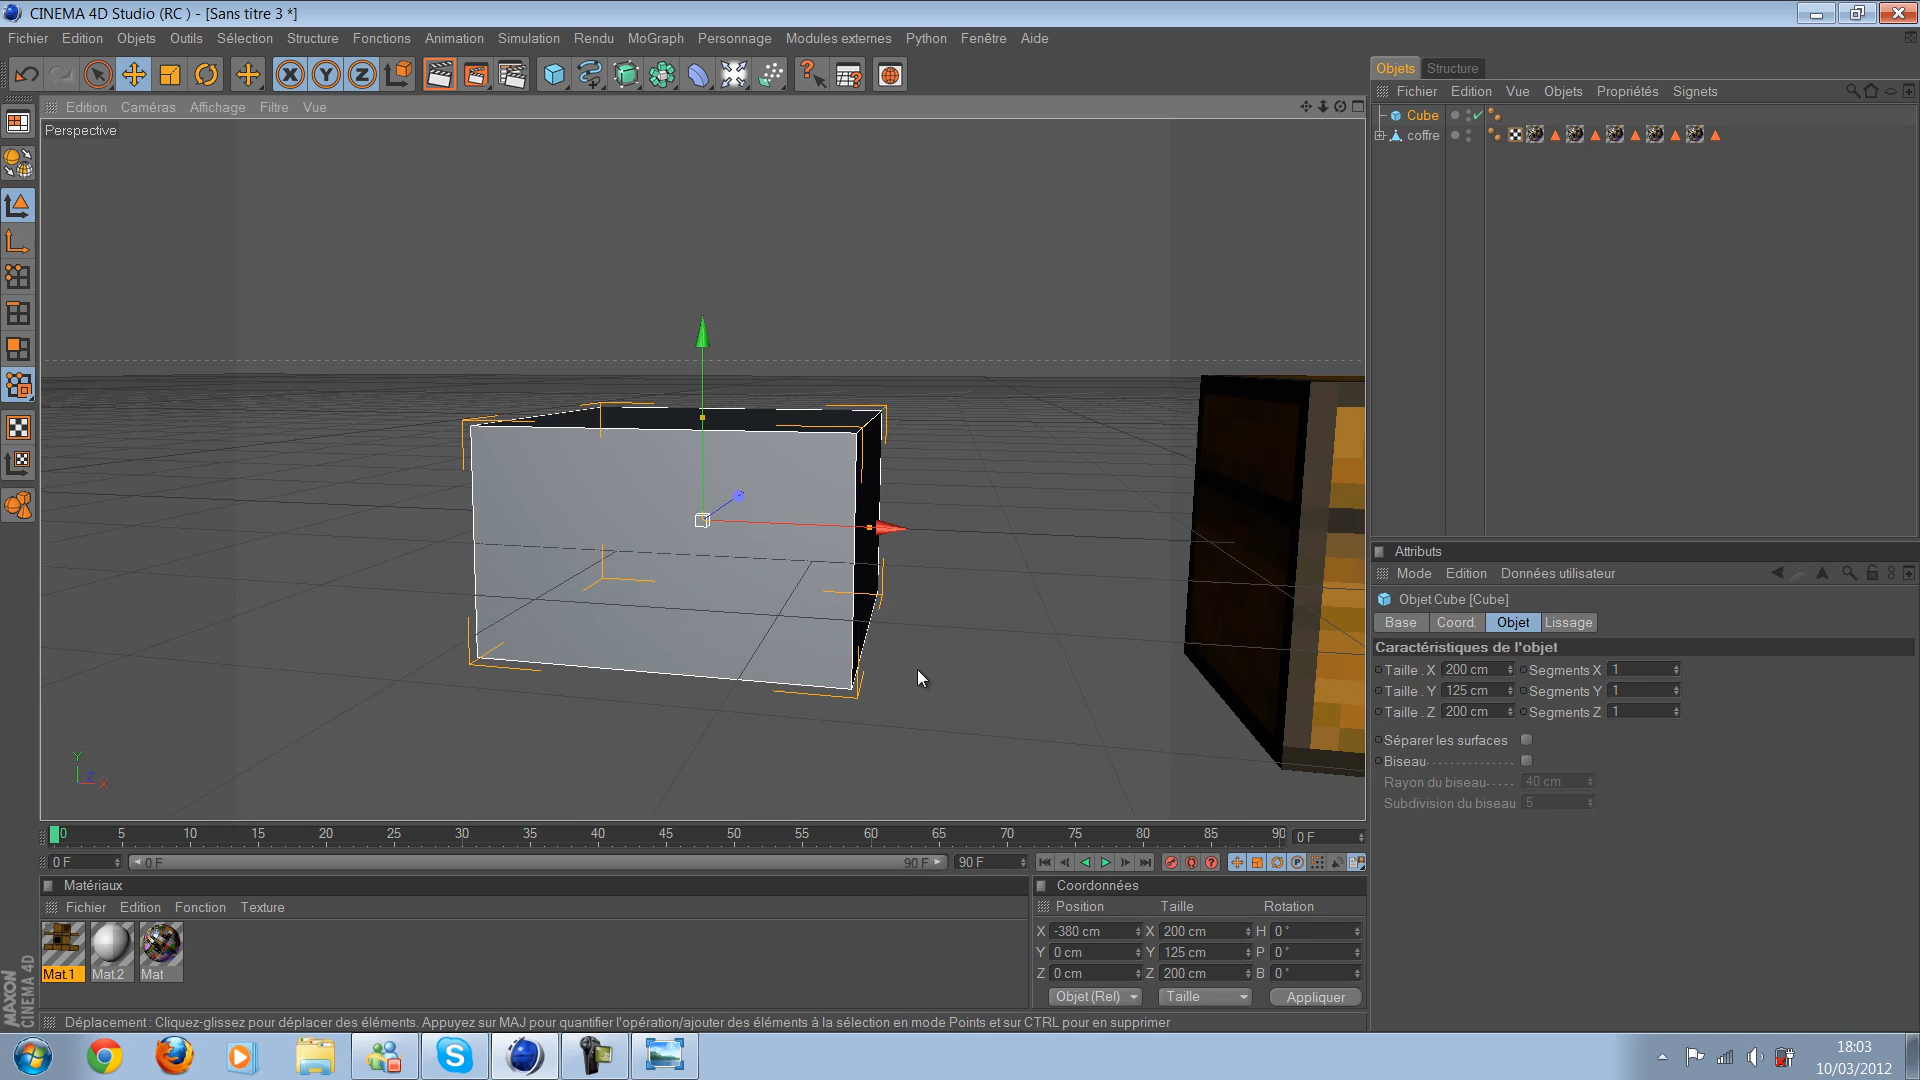 CINEMA 4D Studio (RC ) - [Sans titre 3 *]
Fichier Edition Objets Outils Sélection Structure Fonctions Animation Simulation Rendu MoGraph Personnage Modules externes Python Fenêtre Aide
Objets Structure
Fichier Edition Vue Objets Propriétés Signets
Edition Caméras Affichage Filtre Vue
Perspective
Cube
coffre
Attributs
Mode Edition Données utilisateur
Objet Cube [Cube]
Base Coord. Objet Lissage
Caractéristiques de l'objet
Taille . X 200 cm Segments X 1
Taille . Y 125 cm Segments Y 1
Taille . Z 200 cm Segments Z 1
Séparer les surfaces
Biseau
Rayon du biseau 40 cm
Subdivision du biseau 5
Y
Z X
0 5 10 15 20 25 30 35 40 45 50 55 60 65 70 75 80 85 90 0 F
0 F 0 F 90 F 90 F
Matériaux
Fichier Edition Fonction Texture
Mat.1 Mat.2 Mat
Coordonnées
Position Taille Rotation
X -380 cm X 200 cm H 0 °
Y 0 cm Y 125 cm P 0 °
Z 0 cm Z 200 cm B 0 °
Objet (Rel) Taille Appliquer
MAXON
CINEMA 4D
Déplacement : Cliquez-glissez pour déplacer des éléments. Appuyez sur MAJ pour quantifier l'opération/ajouter des éléments à la sélection en mode Points et sur CTRL pour en supprimer
18:03
10/03/2012